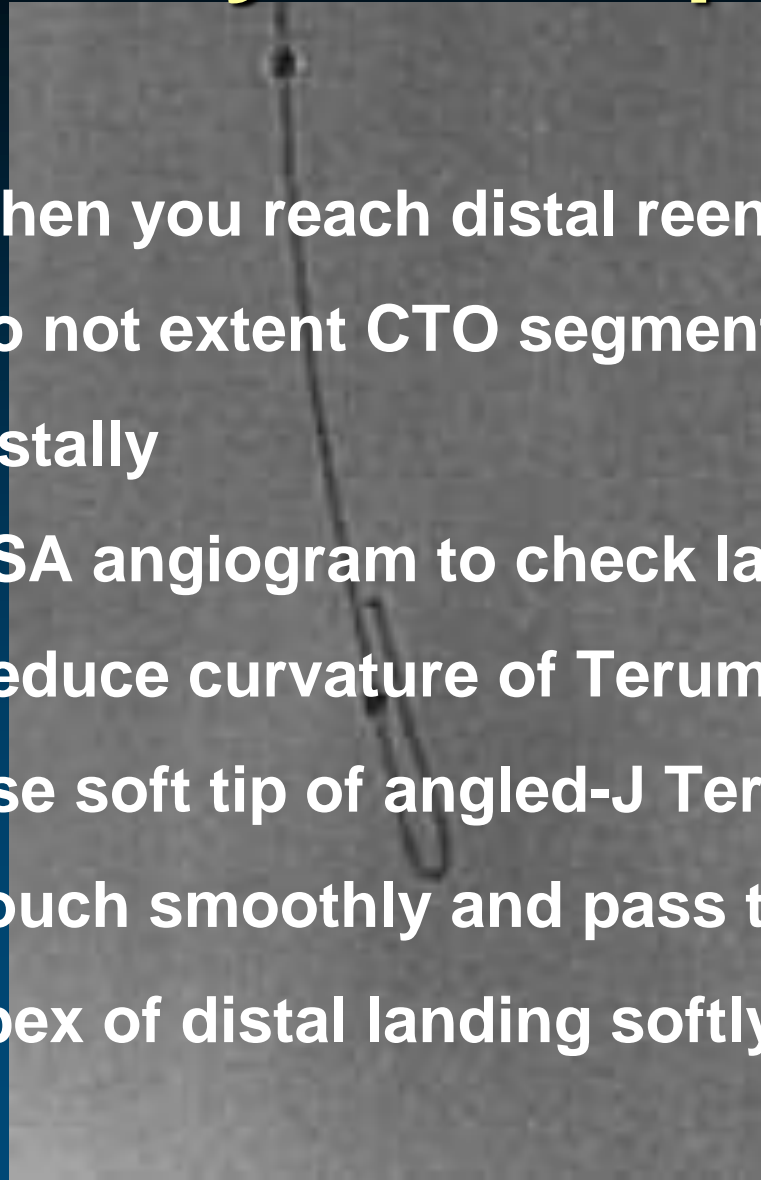 hen you reach distal reen
o not extent CTO segment
stally
SA angiogram to check la
educe curvature of Terum
se soft tip of angled-J Ter
ouch smoothly and pass t
pex of distal landing softly